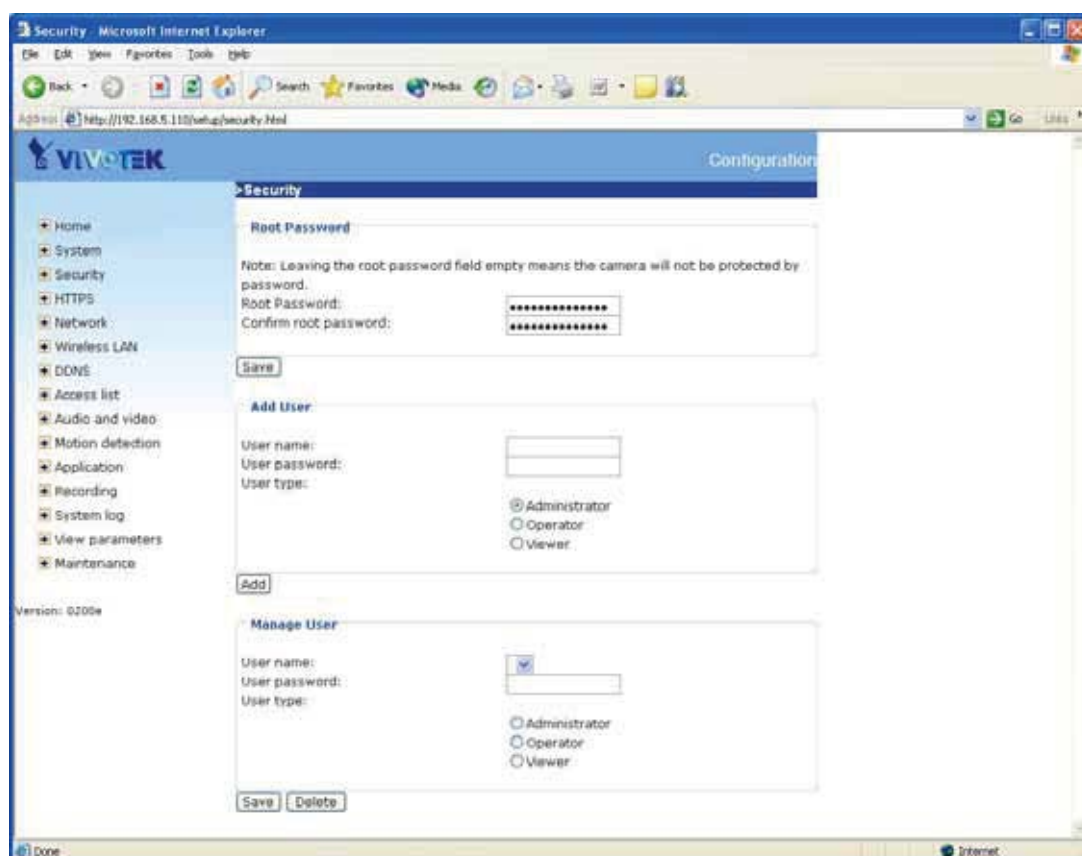 Security Microsoft Internet Explorer
File Edit View Favorites Tools Help
Back Search Favorites Media
Address http://192.168.5.110/setup/security.html Go Links
VIVOTEK Configuration
>Security
Home
System
Security
HTTPS
Network
Wireless LAN
DDNS
Access list
Audio and video
Motion detection
Application
Recording
System log
View parameters
Maintenance
Version: 0200e
Root Password
Note: Leaving the root password field empty means the camera will not be protected by
password.
Root Password: ••••••••••••••
Confirm root password: ••••••••••••••
Save
Add User
User name:
User password:
User type:
Administrator
Operator
Viewer
Add
Manage User
User name:
User password:
User type:
Administrator
Operator
Viewer
Save Delete
Done Internet